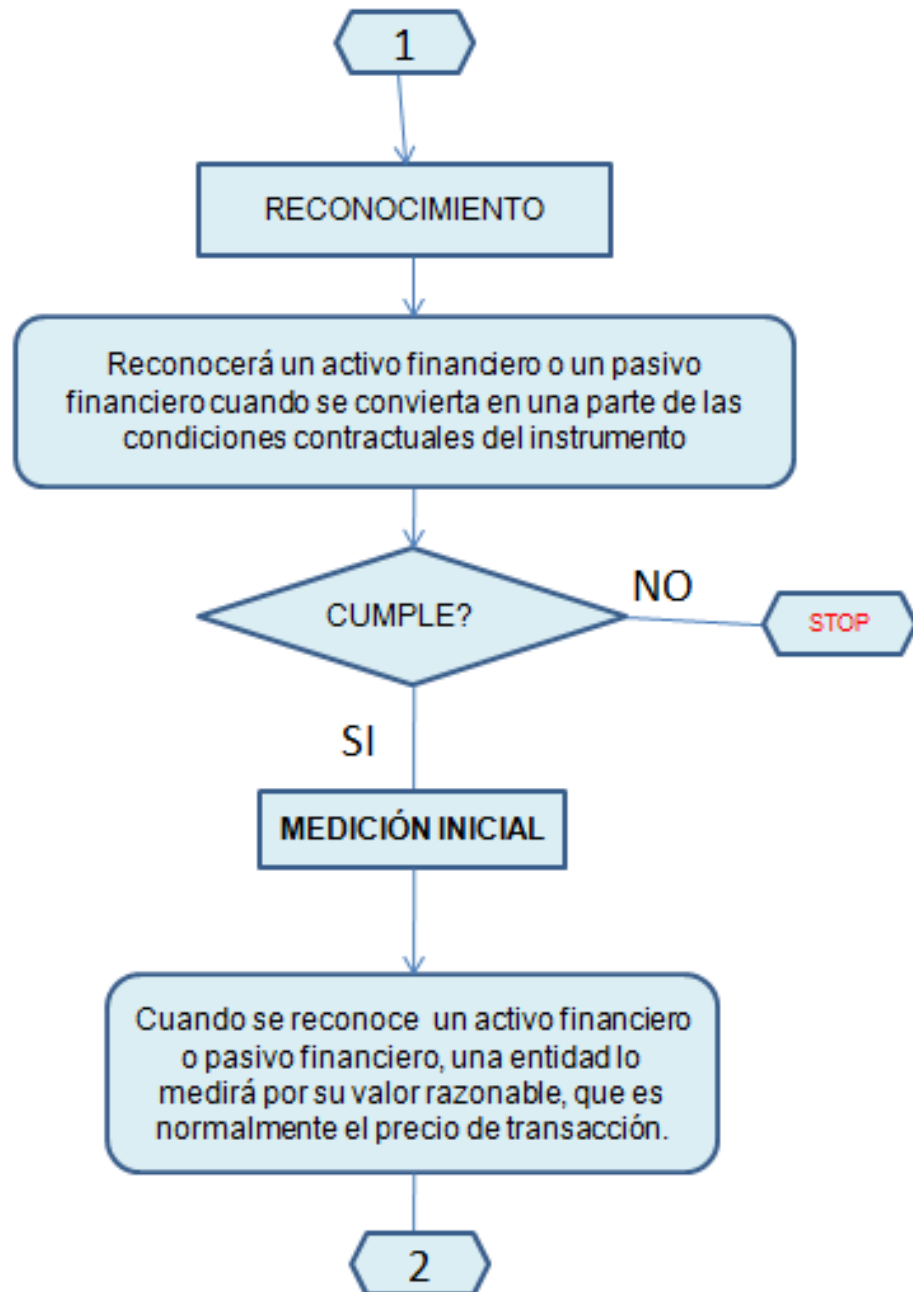 1
RECONOCIMIENTO
Reconocerá un activo financiero o un pasivo
financiero cuando se convierta en una parte de las
condiciones contractuales del instrumento
CUMPLE?
NO
STOP
SI
MEDICIÓN INICIAL
Cuando se reconoce un activo financiero
o pasivo financiero, una entidad lo
medirá por su valor razonable, que es
normalmente el precio de transacción.
2